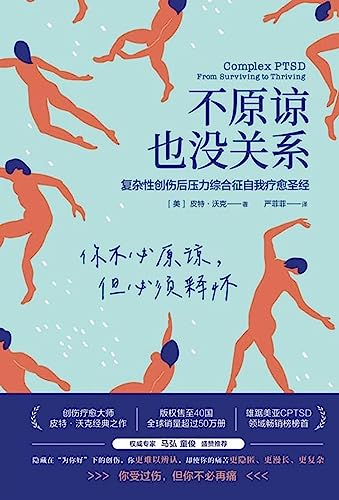 Complex PTSD
From Surviving to Thriving
不原谅
也没关系
复杂性创伤后压力综合征自我疗愈圣经
[美] 皮特·沃克——著 严菲菲——译
你不必原谅，
但必须释怀
创伤疗愈大师 版权售至40国 雄踞美亚CPTSD
皮特·沃克经典之作 全球销量超过50万册 领域畅销榜榜首
权威专家 马弘 童俊 盛赞推荐
隐藏在“为你好”下的创伤，你更难以辨认，却使你的痛苦更隐匿、更漫长、更复杂
你受过伤，但你不必再痛